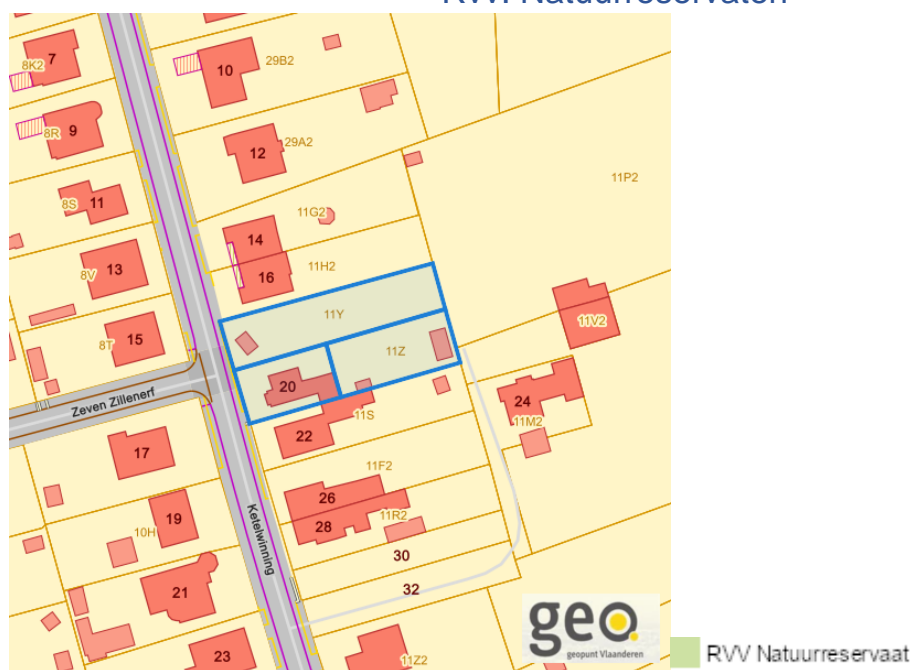 RVV Natuurreservaten
7
8K2
10
29B2
9
8R
12
29A2
11P2
8S
11
11G2
14
13
8V
16
11H2
11Y
11V2
15
8T
11Z
20
24
Zeven Zillenerf
11S
11M2
22
17
11F2
26
11R2
28
19
10H
Ketelwinning
30
32
21
23
11Z2
geo
geopunt Vlaanderen
RVV Natuurreservaat